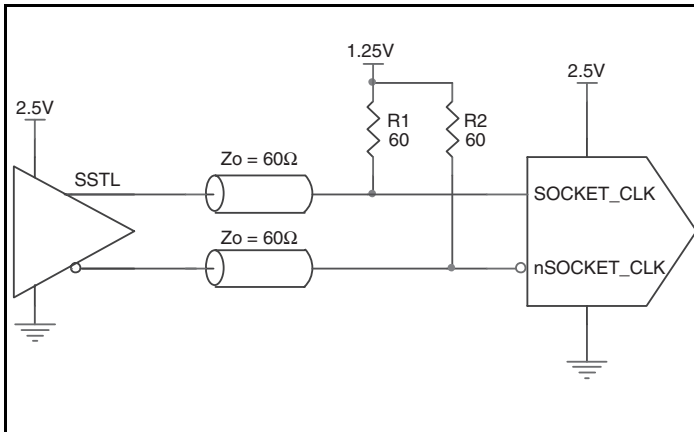 1.25V
2.5V
2.5V
R1
60
R2
60
SSTL
Zo = 60Ω
SOCKET_CLK
Zo = 60Ω
nSOCKET_CLK